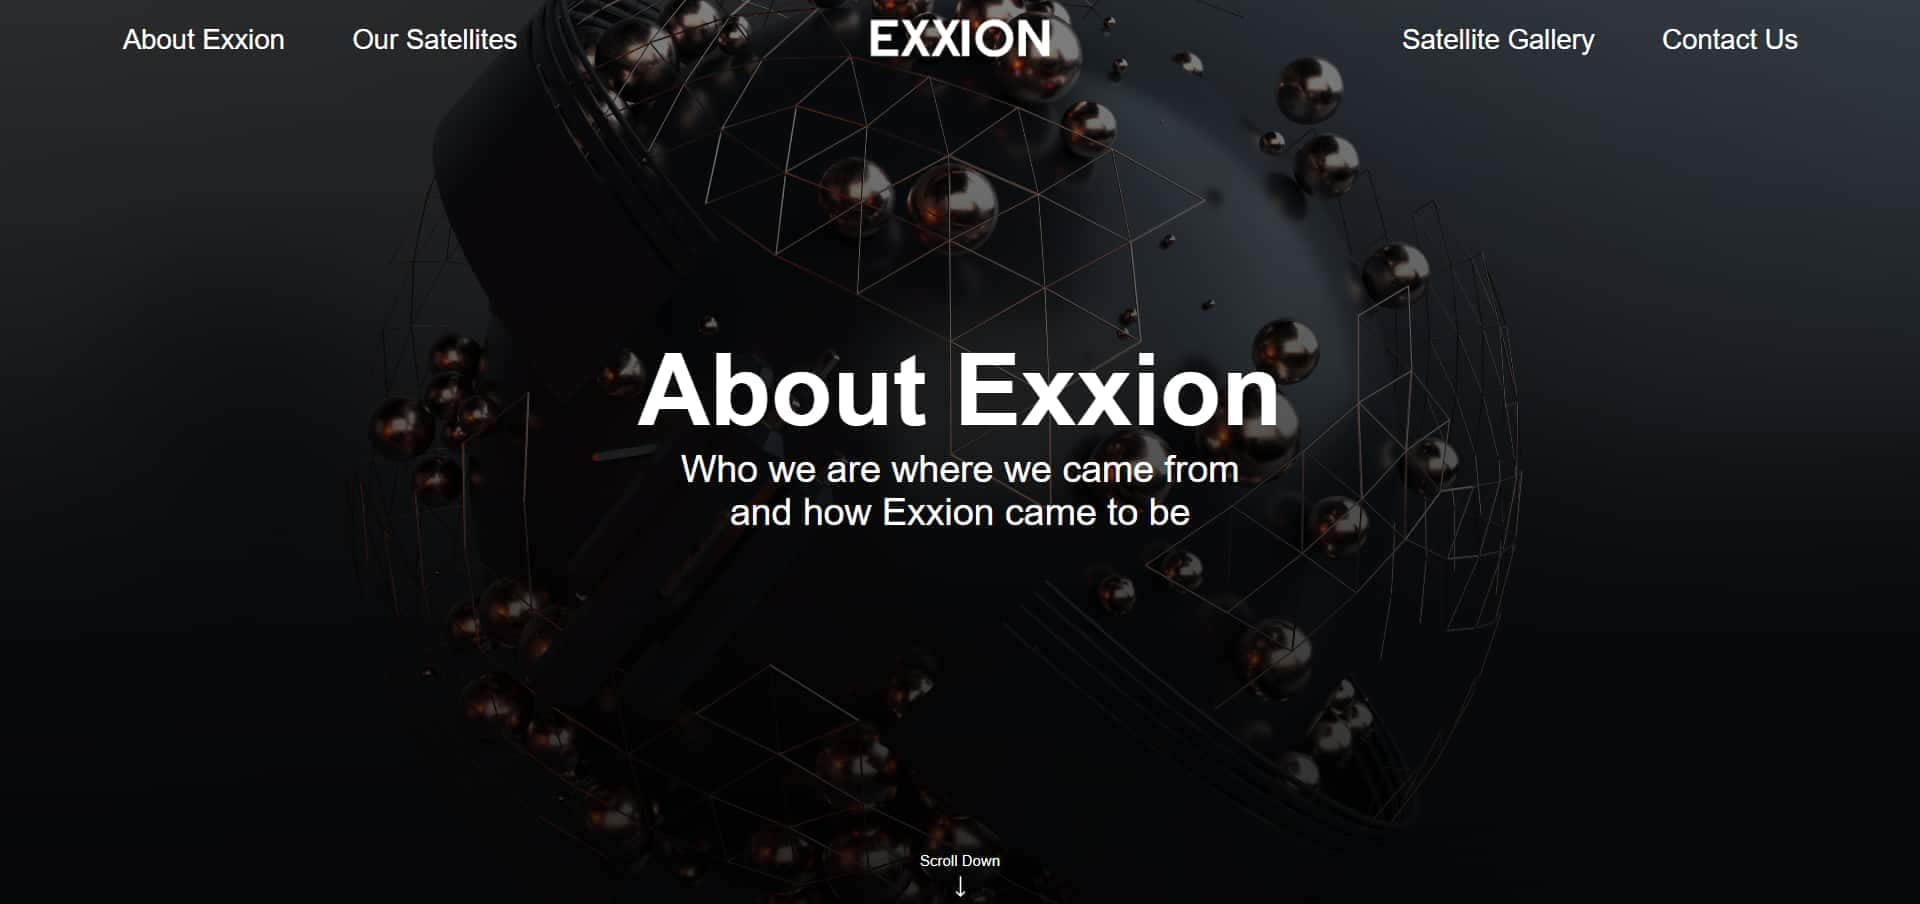 About Exxion
Our Satellites
EXXION
Satellite Gallery
Contact Us
About Exxion
Who we are where we came from
and how Exxion came to be
Scroll Down